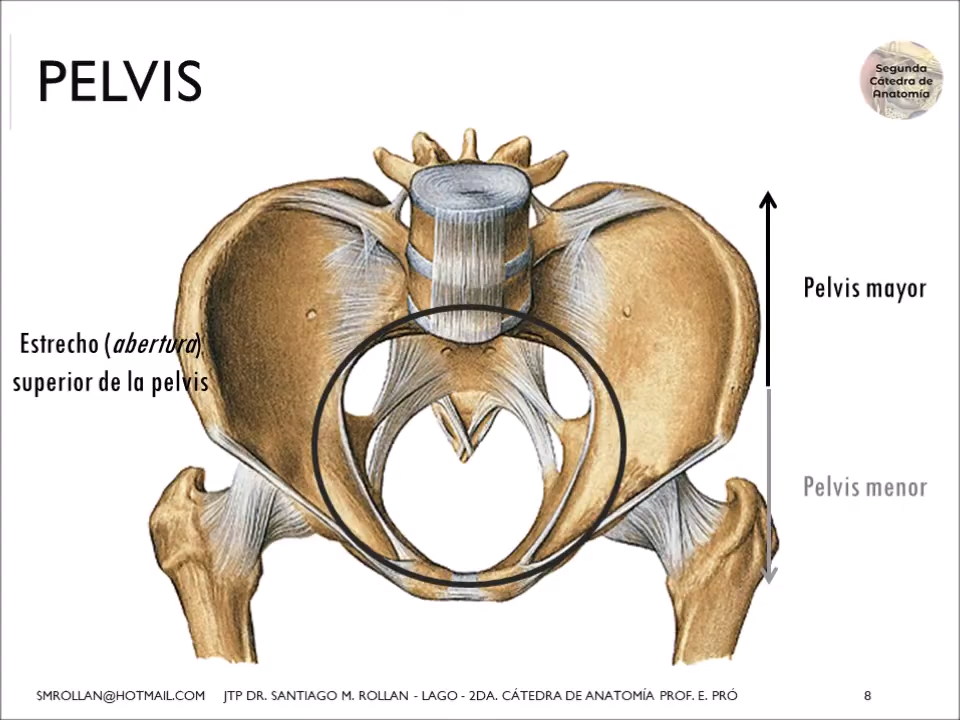 PELVIS
Segunda
Cátedra de
Anatomía
Pelvis mayor
Estrecho (abertura)
superior de la pelvis
Pelvis menor
SMROLLAN@HOTMAIL.COM JTP DR. SANTIAGO M. ROLLAN - LAGO - 2DA. CÁTEDRA DE ANATOMÍA PROF. E. PRÓ 8